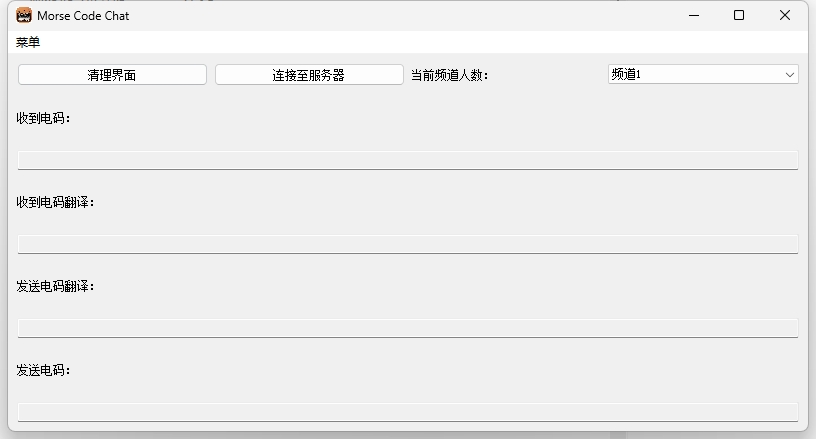 Morse Code Chat
菜单
清理界面 连接至服务器 当前频道人数： 频道1
收到电码：
收到电码翻译：
发送电码翻译：
发送电码：